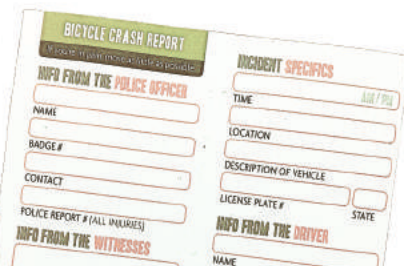 BICYCLE CRASH REPORT
INFO FROM THE POLICE OFFICER
NAME
BADGE #
CONTACT
POLICE REPORT # (ALL INJURIES)
INFO FROM THE WITNESSES
INCIDENT SPECIFICS
AM / PM
TIME
LOCATION
DESCRIPTION OF VEHICLE
LICENSE PLATE #
STATE
INFO FROM THE DRIVER
NAME